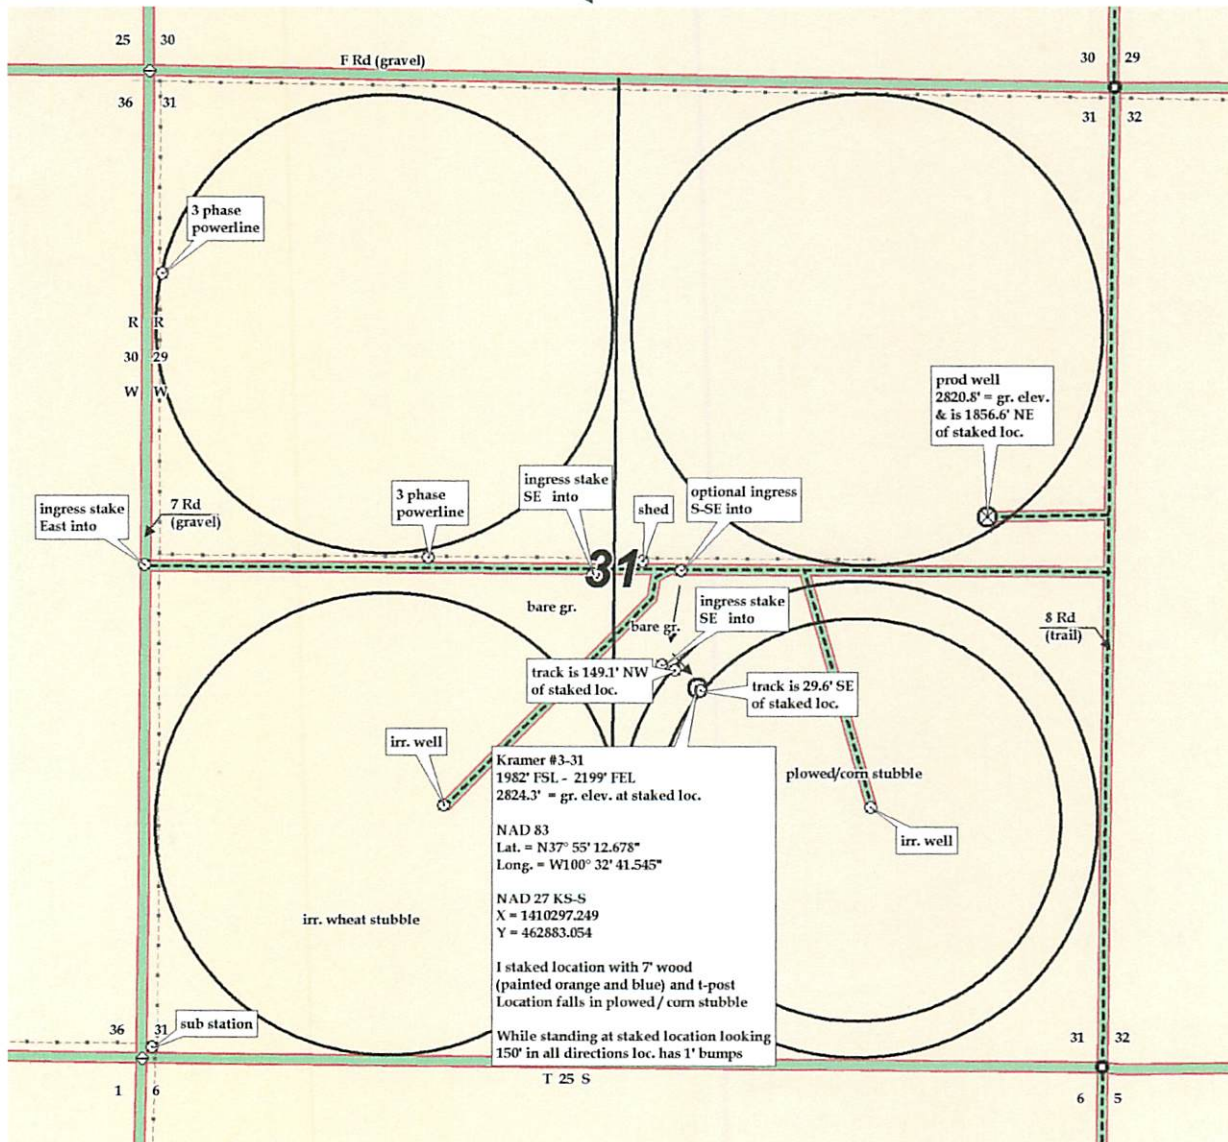 25 30
30 29
F Rd (gravel)
36 31
31 32
3 phase
powerline
R R
30 29
W W
prod well
2820.8' = gr. elev.
& is 1856.6' NE
of staked loc.
ingress stake
East into
7 Rd
(gravel)
3 phase
powerline
ingress stake
SE into
shed
optional ingress
S-SE into
31
bare gr.
bare gr.
ingress stake
SE into
8 Rd
(trail)
track is 149.1' NW
of staked loc.
track is 29.6' SE
of staked loc.
irr. well
plowed/corn stubble
irr. well
Kramer #3-31
1982' FSL - 2199' FEL
2824.3' = gr. elev. at staked loc.
NAD 83
Lat. = N37° 55' 12.678"
Long. = W100° 32' 41.545"
NAD 27 KS-S
X = 1410297.249
Y = 462883.054
I staked location with 7' wood
(painted orange and blue) and t-post
Location falls in plowed / corn stubble
While standing at staked location looking
150' in all directions loc. has 1' bumps
irr. wheat stubble
36 31
sub station
31 32
T 25 S
1 6
6 5